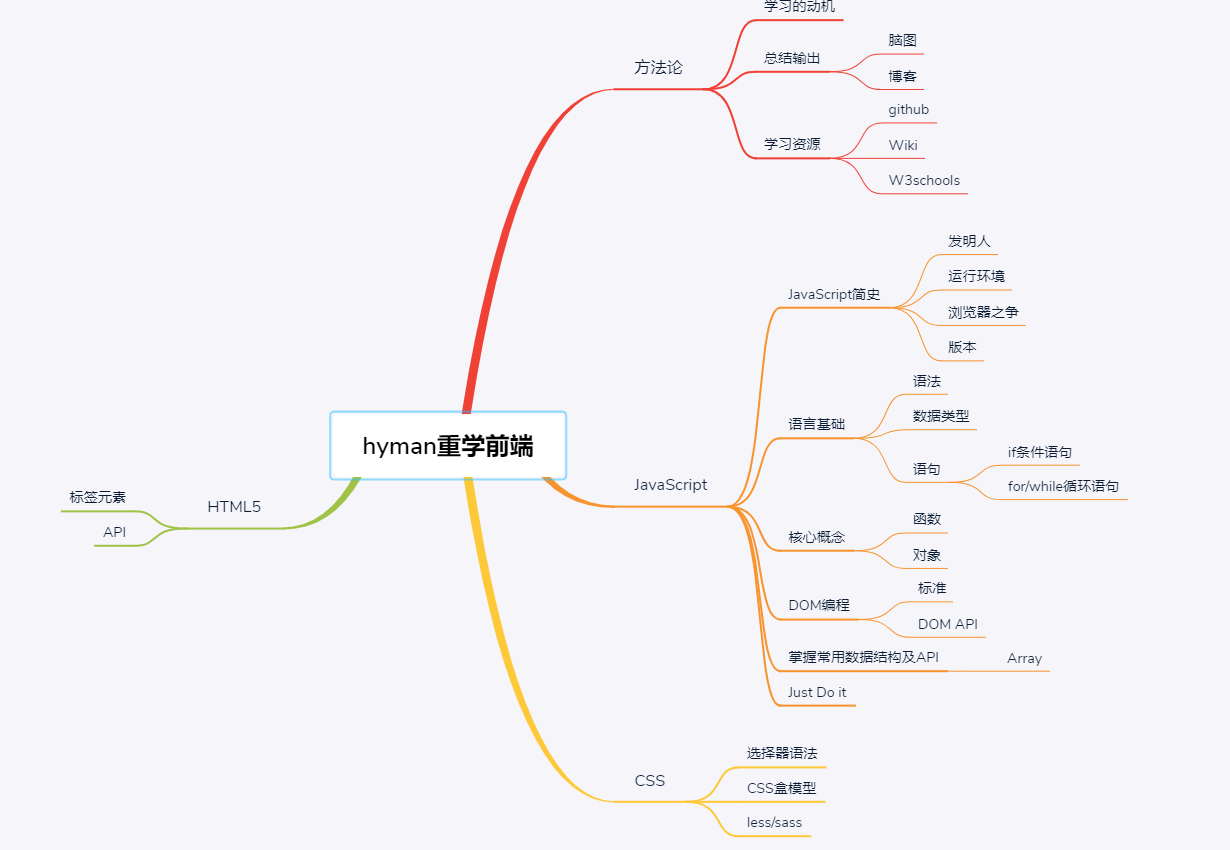 学习的动机
方法论
总结输出
脑图
博客
学习资源
github
Wiki
W3schools
hyman重学前端
JavaScript
JavaScript简史
发明人
运行环境
浏览器之争
版本
语言基础
语法
数据类型
语句
if条件语句
for/while循环语句
核心概念
函数
对象
DOM编程
标准
DOM API
掌握常用数据结构及API
Array
Just Do it
HTML5
标签元素
API
CSS
选择器语法
CSS盒模型
less/sass